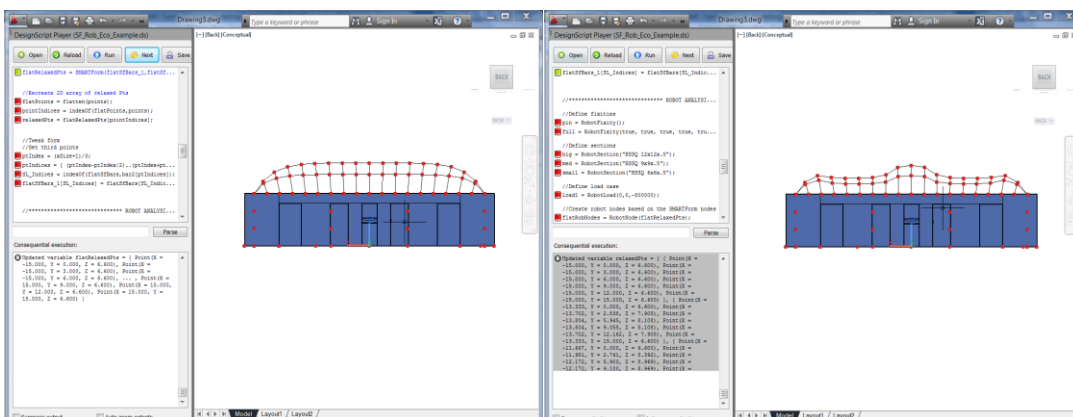 Drawing3.dwg
Type a keyword or phrase
Sign In
DesignScript Player (SF_Rob_Eco_Example.ds)
Open Reload Run Next Save
flatRelaxedPts = SMARTForm(flatSfBars_1,flatSf...
//Recreate 2D array of relaxed Pts
flatPoints = flatten(points);
pointIndices = indexOf(flatPoints,points);
relaxedPts = flatRelaxedPts[pointIndices];
//Tweak form
//Get third points
ptIndex = (xSize+1)/3;
ptIndices = { (ptIndex-ptIndex/2)..(ptIndex+pt...
SL_Indices = indexOf(flatSfBars,bar2(ptIndices));
flatSfBars_1[SL_Indices] = flatSfBars[SL_Indic...
//****************************** ROBOT ANALYSI...
Parse
Consequential execution:
Updated variable flatRelaxedPts = { Point(X =
-15.000, Y = 0.000, Z = 6.600), Point(X =
-15.000, Y = 3.000, Z = 6.600), Point(X =
-15.000, Y = 6.000, Z = 6.600), ... , Point(X =
15.000, Y = 9.000, Z = 6.600), Point(X = 15.000,
Y = 12.000, Z = 6.600), Point(X = 15.000, Y =
15.000, Z = 6.600) }
[−][Back][Conceptual]
BACK
Model Layout1 Layout2
Drawing3.dwg
Type a keyword or phrase
Sign In
DesignScript Player (SF_Rob_Eco_Example.ds)
Open Reload Run Next Save
flatSfBars_1[SL_Indices] = flatSfBars[SL_Indic...
//****************************** ROBOT ANALYSI...
//Define fixities
pin = RobotFixity();
full = RobotFixity(true, true, true, true, tru...
//Define sections
big = RobotSection("HSSQ 12x12x.5");
med = RobotSection("HSSQ 9x9x.5");
small = RobotSection("HSSQ 6x6x.5");
//Define load case
load1 = RobotLoad(0,0,-800000);
//Create robot nodes based on the SMARTForm nodes
flatRobNodes = RobotNode(flatRelaxedPts);
Parse
Consequential execution:
Updated variable relaxedPts = { { Point(X =
-15.000, Y = 0.000, Z = 6.600), Point(X =
-15.000, Y = 3.000, Z = 6.600), Point(X =
-15.000, Y = 6.000, Z = 6.600), Point(X =
-15.000, Y = 9.000, Z = 6.600), Point(X =
-15.000, Y = 12.000, Z = 6.600), Point(X =
-15.000, Y = 15.000, Z = 6.600) }, { Point(X =
-13.333, Y = 0.000, Z = 6.600), Point(X =
-13.702, Y = 2.838, Z = 7.905), Point(X =
-13.804, Y = 5.945, Z = 8.108), Point(X =
-13.804, Y = 9.055, Z = 8.108), Point(X =
-13.702, Y = 12.162, Z = 7.905), Point(X =
-13.333, Y = 15.000, Z = 6.600) }, { Point(X =
-11.667, Y = 0.000, Z = 6.600), Point(X =
-11.981, Y = 2.741, Z = 8.392), Point(X =
-12.172, Y = 5.900, Z = 8.969), Point(X =
-12.172, Y = 9.100, Z = 8.969), Point(X =
[−][Back][Conceptual]
BACK
Model Layout1 Layout2